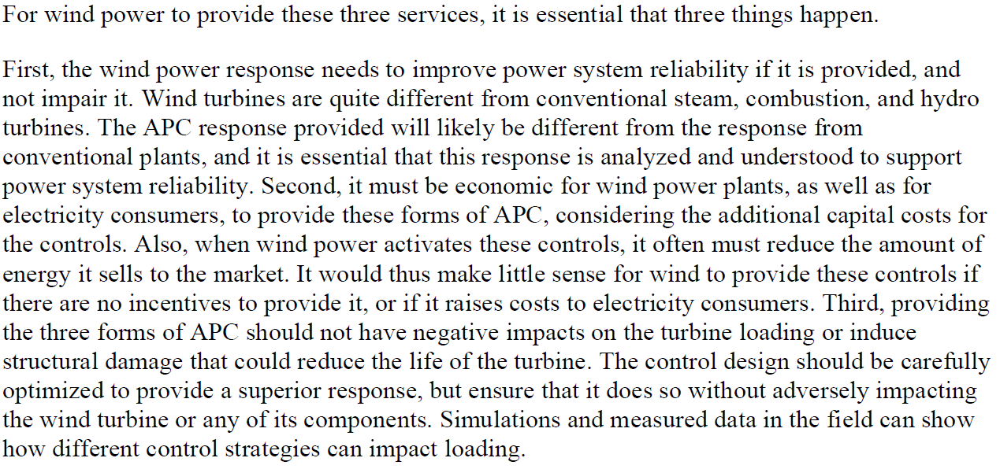 For wind power to provide these three services, it is essential that three things happen.
First, the wind power response needs to improve power system reliability if it is provided, and
not impair it. Wind turbines are quite different from conventional steam, combustion, and hydro
turbines. The APC response provided will likely be different from the response from
conventional plants, and it is essential that this response is analyzed and understood to support
power system reliability. Second, it must be economic for wind power plants, as well as for
electricity consumers, to provide these forms of APC, considering the additional capital costs for
the controls. Also, when wind power activates these controls, it often must reduce the amount of
energy it sells to the market. It would thus make little sense for wind to provide these controls if
there are no incentives to provide it, or if it raises costs to electricity consumers. Third, providing
the three forms of APC should not have negative impacts on the turbine loading or induce
structural damage that could reduce the life of the turbine. The control design should be carefully
optimized to provide a superior response, but ensure that it does so without adversely impacting
the wind turbine or any of its components. Simulations and measured data in the field can show
how different control strategies can impact loading.